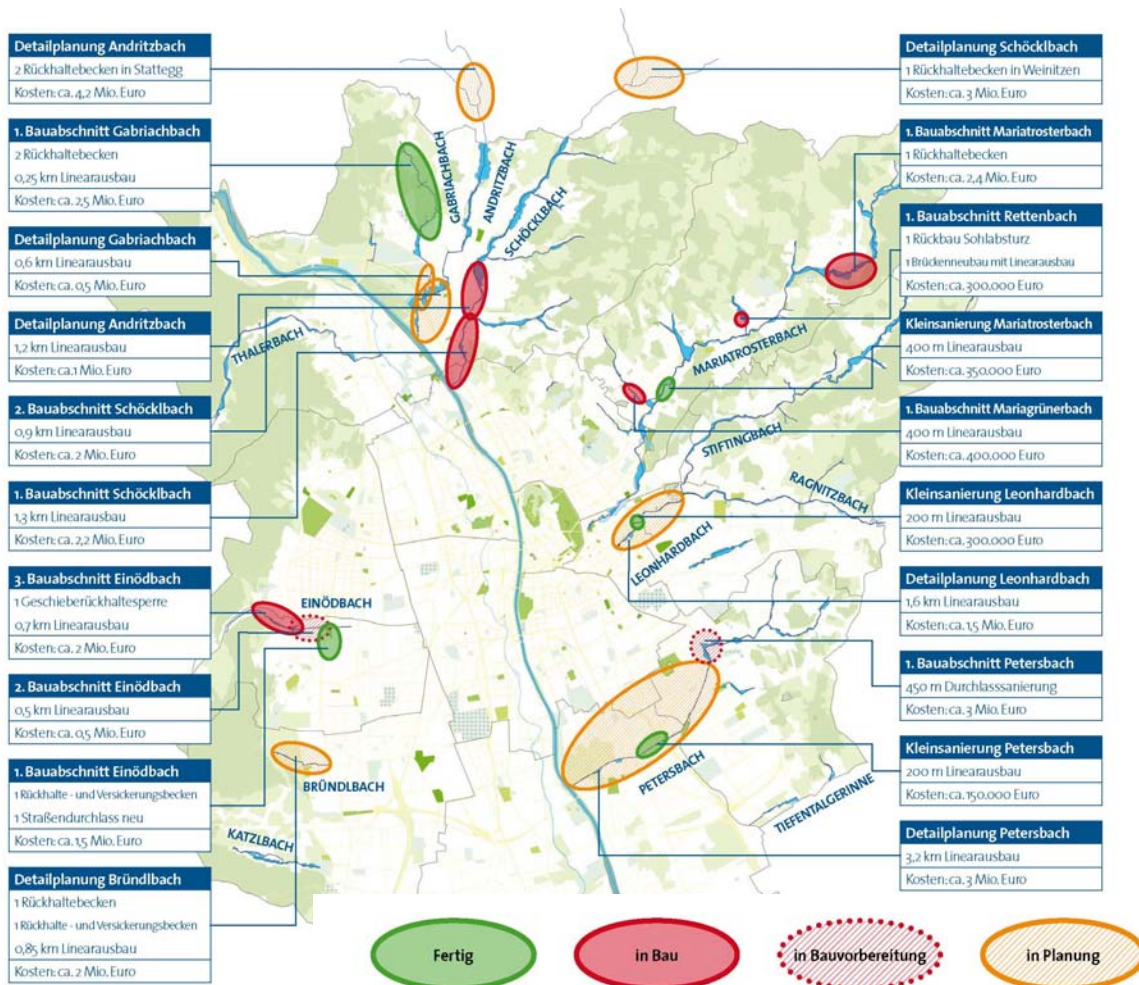 Detailplanung Andritzbach
2 Rückhaltebecken in Stattegg
Kosten: ca. 4,2 Mio. Euro
1. Bauabschnitt Gabriachbach
2 Rückhaltebecken
0,25 km Linearausbau
Kosten: ca. 2,5 Mio. Euro
Detailplanung Gabriachbach
0,6 km Linearausbau
Kosten: ca. 0,5 Mio. Euro
Detailplanung Andritzbach
1,2 km Linearausbau
Kosten: ca. 1 Mio. Euro
2. Bauabschnitt Schöcklbach
0,9 km Linearausbau
Kosten: ca. 2 Mio. Euro
1. Bauabschnitt Schöcklbach
1,3 km Linearausbau
Kosten: ca. 2,2 Mio. Euro
3. Bauabschnitt Einödbach
1 Geschieberückhaltesperre
0,7 km Linearausbau
Kosten: ca. 2 Mio. Euro
2. Bauabschnitt Einödbach
0,5 km Linearausbau
Kosten: ca. 0,5 Mio. Euro
1. Bauabschnitt Einödbach
1 Rückhalte - und Versickerungsbecken
1 Straßendurchlass neu
Kosten: ca. 1,5 Mio. Euro
Detailplanung Bründlbach
1 Rückhaltebecken
1 Rückhalte - und Versickerungsbecken
0,85 km Linearausbau
Kosten: ca. 2 Mio. Euro
GABRIACHBACH
ANDRITZBACH
SCHÖCKLBACH
THALERBACH
MARIATROSTERBACH
STIFTINGBACH
RAGNITZBACH
LEONHARDBACH
EINÖDBACH
BRÜNDLBACH
PETERSBACH
TIEFENTALGERINNE
KATZLBACH
Detailplanung Schöcklbach
1 Rückhaltebecken in Weinitzen
Kosten: ca. 3 Mio. Euro
1. Bauabschnitt Mariatrosterbach
1 Rückhaltebecken
Kosten: ca. 2,4 Mio. Euro
1. Bauabschnitt Rettenbach
1 Rückbau Sohlabsturz
1 Brückenneubau mit Linearausbau
Kosten: ca. 300.000 Euro
Kleinsanierung Mariatrosterbach
400 m Linearausbau
Kosten: ca. 350.000 Euro
1. Bauabschnitt Mariagrünerbach
400 m Linearausbau
Kosten: ca. 400.000 Euro
Kleinsanierung Leonhardbach
200 m Linearausbau
Kosten: ca. 300.000 Euro
Detailplanung Leonhardbach
1,6 km Linearausbau
Kosten: ca. 1,5 Mio. Euro
1. Bauabschnitt Petersbach
450 m Durchlasssanierung
Kosten: ca. 3 Mio. Euro
Kleinsanierung Petersbach
200 m Linearausbau
Kosten: ca. 150.000 Euro
Detailplanung Petersbach
3,2 km Linearausbau
Kosten: ca. 3 Mio. Euro
Fertig
in Bau
in Bauvorbereitung
in Planung